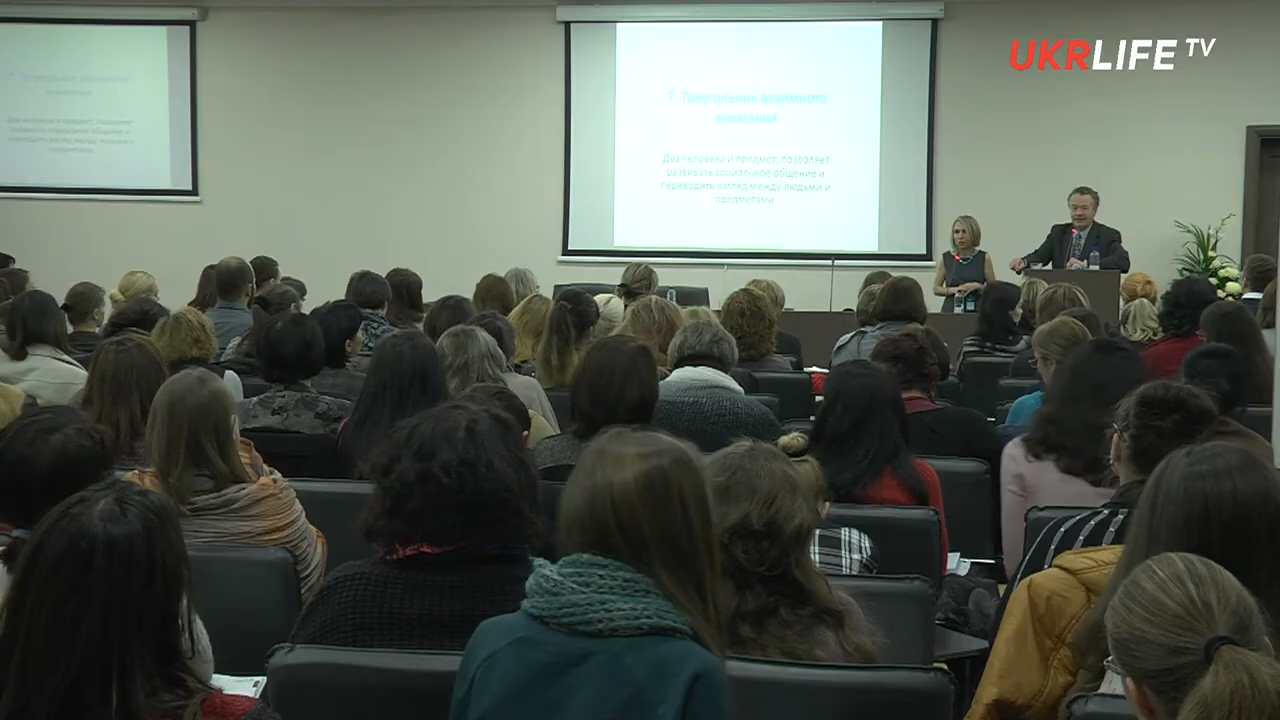 UKRLIFE TV
7. Треугольник взаимного
внимания
Два человека и предмет; позволяет
развивать социальное общение и
переводить взгляд между людьми и
предметами